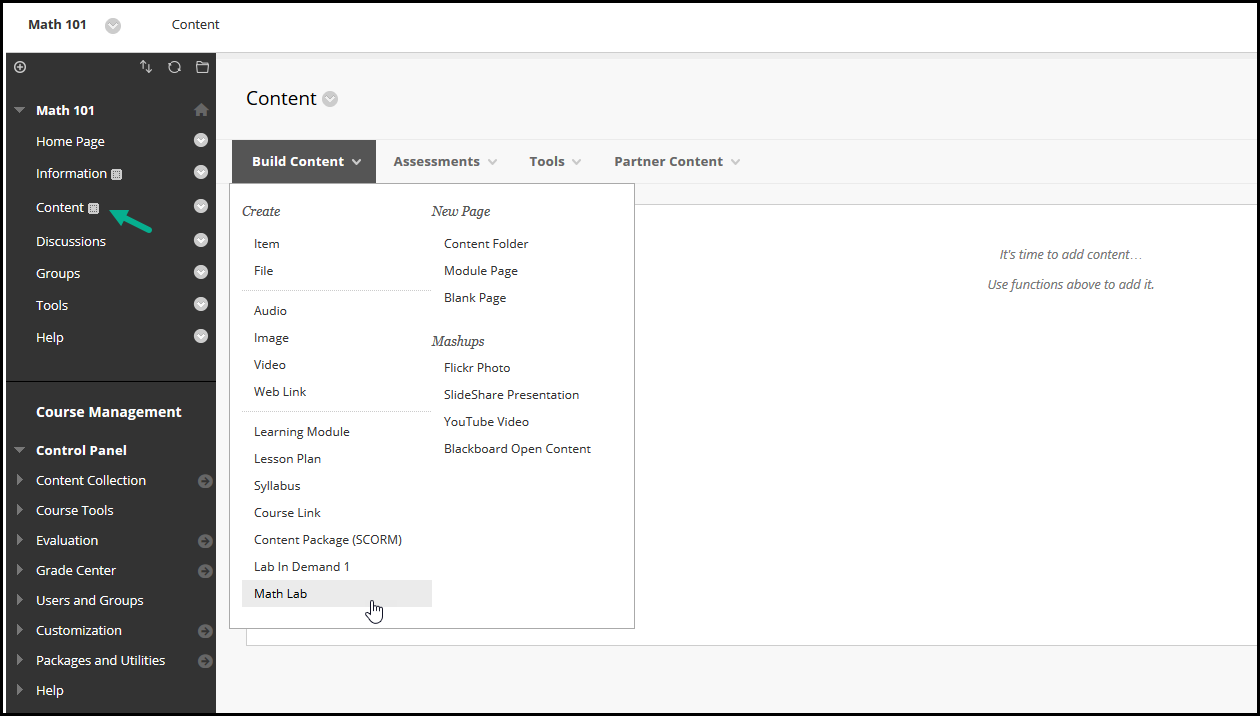 Math 101
Content
Math 101
Home Page
Information
Content
Discussions
Groups
Tools
Help
Course Management
Control Panel
Content Collection
Course Tools
Evaluation
Grade Center
Users and Groups
Customization
Packages and Utilities
Help
Content
Build Content
Assessments
Tools
Partner Content
Create
Item
File
Audio
Image
Video
Web Link
Learning Module
Lesson Plan
Syllabus
Course Link
Content Package (SCORM)
Lab In Demand 1
Math Lab
New Page
Content Folder
Module Page
Blank Page
Mashups
Flickr Photo
SlideShare Presentation
YouTube Video
Blackboard Open Content
It's time to add content...
Use functions above to add it.